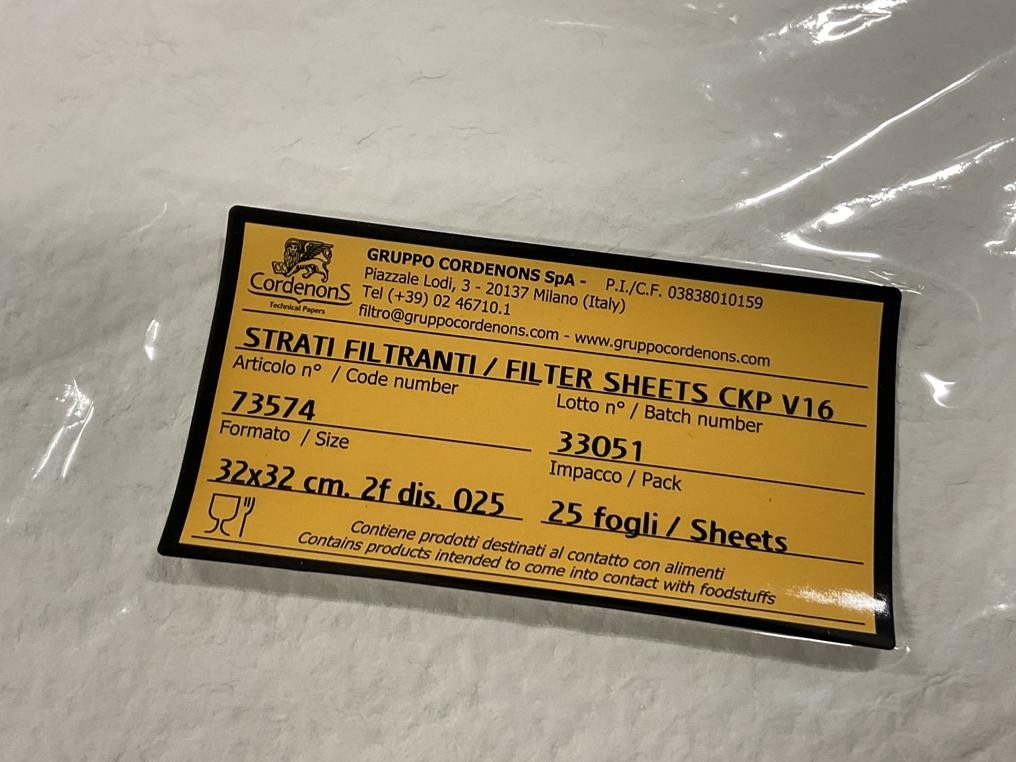 CordenonS
Technical Papers
GRUPPO CORDENONS SpA - P.I./C.F. 03838010159
Piazzale Lodi, 3 - 20137 Milano (Italy)
Tel (+39) 02 46710.1
filtro@gruppocordenons.com - www.gruppocordenons.com
STRATI FILTRANTI / FILTER SHEETS CKP V16
Articolo n° / Code number
73574
Lotto n° / Batch number
33051
Formato / Size
32x32 cm. 2f dis. 025
Impacco / Pack
25 fogli / Sheets
Contiene prodotti destinati al contatto con alimenti
Contains products intended to come into contact with foodstuffs